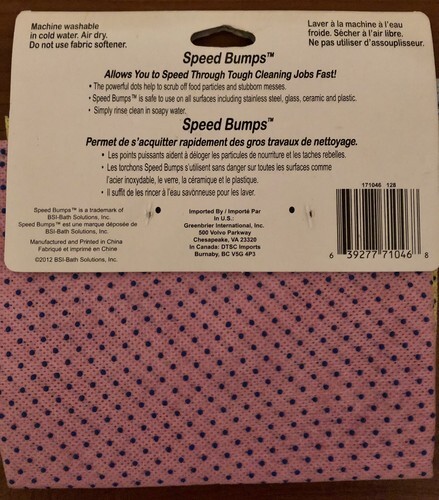 Machine washable
in cold water. Air dry.
Do not use fabric softener.
Laver à la machine à l'eau
froide. Sécher à l'air libre.
Ne pas utiliser d'assouplisseur.
Speed Bumps™
Allows You to Speed Through Tough Cleaning Jobs Fast!
• The powerful dots help to scrub off food particles and stubborn messes.
• Speed Bumps™ is safe to use on all surfaces including stainless steel, glass, ceramic and plastic.
• Simply rinse clean in soapy water.
Speed Bumps™
Permet de s'acquitter rapidement des gros travaux de nettoyage.
• Les points puissants aident à déloger les particules de nourriture et les taches rebelles.
• Les torchons Speed Bumps s'utilisent sans danger sur toutes les surfaces comme
l'acier inoxydable, le verre, la céramique et le plastique.
• Il suffit de les rincer à l'eau savonneuse pour les laver.
Speed Bumps™ is a trademark of
BSI-Bath Solutions, Inc.
Speed Bumps™ est une marque déposée de
BSI-Bath Solutions, Inc.
Manufactured and Printed in China
Fabriqué et imprimé en Chine
©2012 BSI-Bath Solutions, Inc.
Imported By / Importé Par
in U.S.:
Greenbrier International, Inc.
500 Volvo Parkway
Chesapeake, VA 23320
in Canada: DTSC Imports
Burnaby, BC V5G 4P3
171046 128
6 39277 71046 8